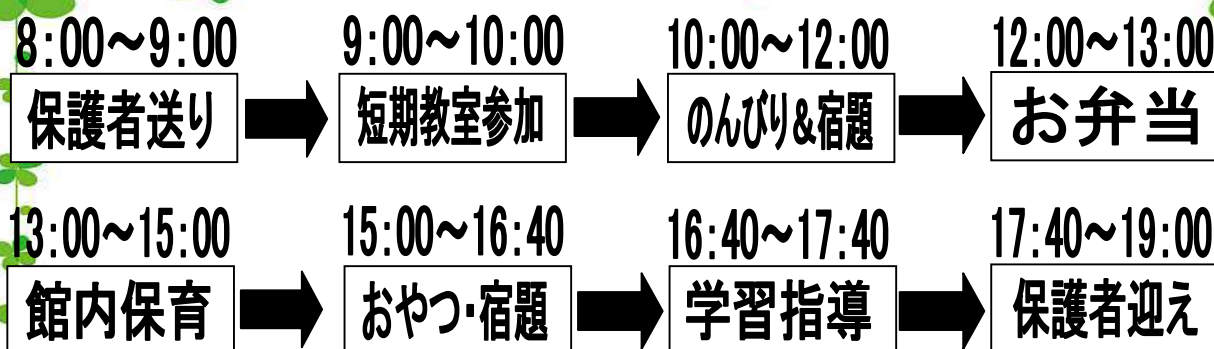 8:00～9:00 9:00～10:00 10:00～12:00 12:00～13:00
保護者送り 短期教室参加 のんびり&宿題 お弁当
13:00～15:00 15:00～16:40 16:40～17:40 17:40～19:00
館内保育 おやつ・宿題 学習指導 保護者迎え